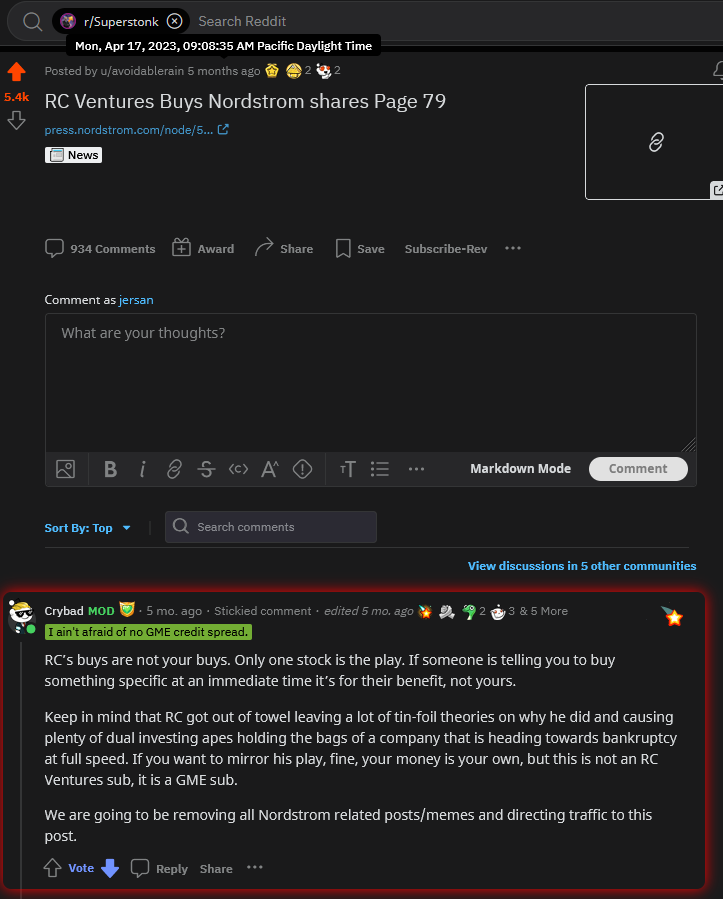 r/Superstonk Search Reddit
Mon, Apr 17, 2023, 09:08:35 AM Pacific Daylight Time
Posted by u/avoidablerain 5 months ago 2 2
5.4k
RC Ventures Buys Nordstrom shares Page 79
press.nordstrom.com/node/5...
News
934 Comments Award Share Save Subscribe-Rev
Comment as jersan
What are your thoughts?
B i S <c> A TT Markdown Mode Comment
Sort By: Top Search comments
View discussions in 5 other communities
Crybad MOD · 5 mo. ago · Stickied comment · edited 5 mo. ago 2 3 & 5 More
I ain't afraid of no GME credit spread.
RC’s buys are not your buys. Only one stock is the play. If someone is telling you to buy
something specific at an immediate time it’s for their benefit, not yours.
Keep in mind that RC got out of towel leaving a lot of tin-foil theories on why he did and causing
plenty of dual investing apes holding the bags of a company that is heading towards bankruptcy
at full speed. If you want to mirror his play, fine, your money is your own, but this is not an RC
Ventures sub, it is a GME sub.
We are going to be removing all Nordstrom related posts/memes and directing traffic to this
post.
Vote Reply Share